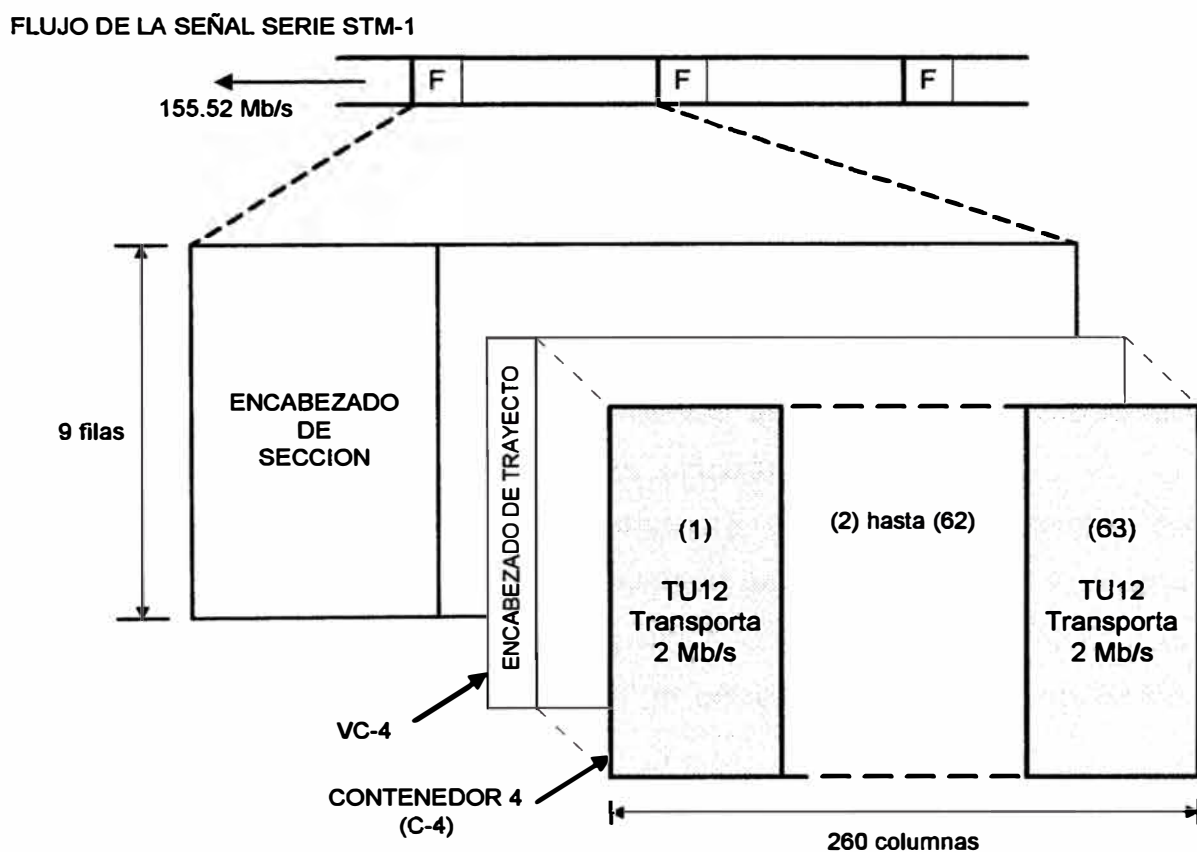 FLUJO DE LA SEÑAL SERIE STM-1
F
F
F
155.52 Mb/s
9 filas
ENCABEZADO
DE
SECCION
ENCABEZADO DE TRAYECTO
(1)
TU12
Transporta
2 Mb/s
(2) hasta (62)
(63)
TU12
Transporta
2 Mb/s
VC-4
CONTENEDOR 4
(C-4)
260 columnas